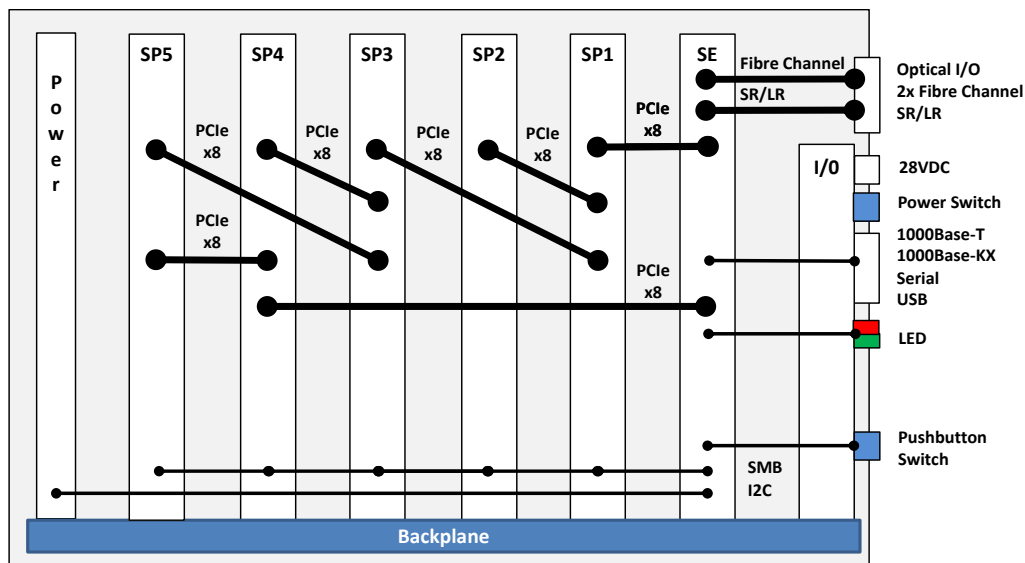 SP5
SP4
SP3
SP2
SP1
SE
Power
Fibre Channel
SR/LR
Optical I/O
2x Fibre Channel
SR/LR
PCIe
x8
PCIe
x8
PCIe
x8
PCIe
x8
PCIe
x8
I/0
28VDC
Power Switch
PCIe
x8
1000Base-T
1000Base-KX
Serial
USB
PCIe
x8
LED
Pushbutton
Switch
SMB
I2C
Backplane